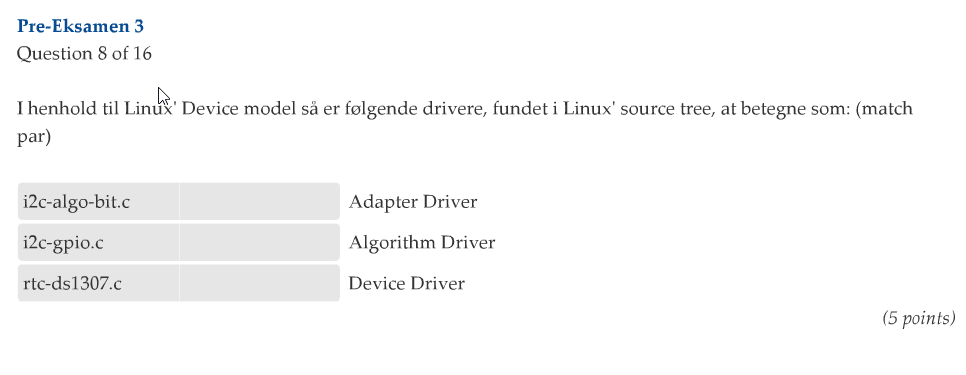 Pre-Eksamen 3
Question 8 of 16
I henhold til Linux' Device model så er følgende drivere, fundet i Linux' source tree, at betegne som: (match
par)
i2c-algo-bit.c Adapter Driver
i2c-gpio.c Algorithm Driver
rtc-ds1307.c Device Driver
(5 points)